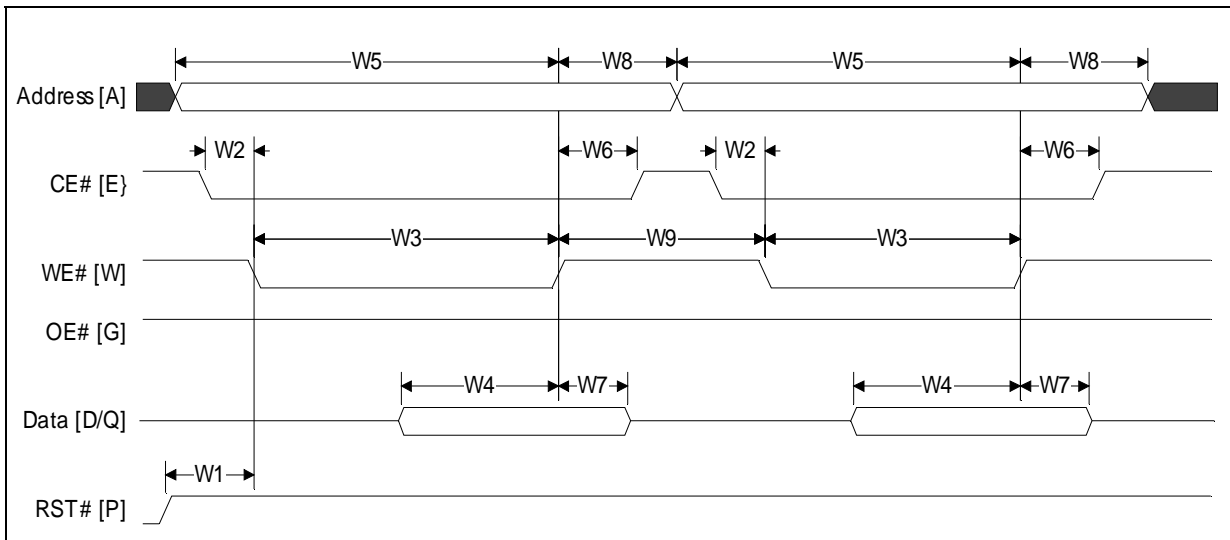 W5 W8 W5 W8
Address [A]
W2 W6 W2 W6
CE# [E}
W3 W9 W3
WE# [W]
OE# [G]
W4 W7 W4 W7
Data [D/Q]
W1
RST# [P]